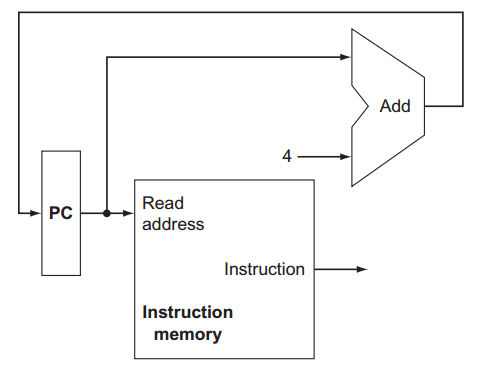 Add
4
PC
Read
address
Instruction
Instruction
memory